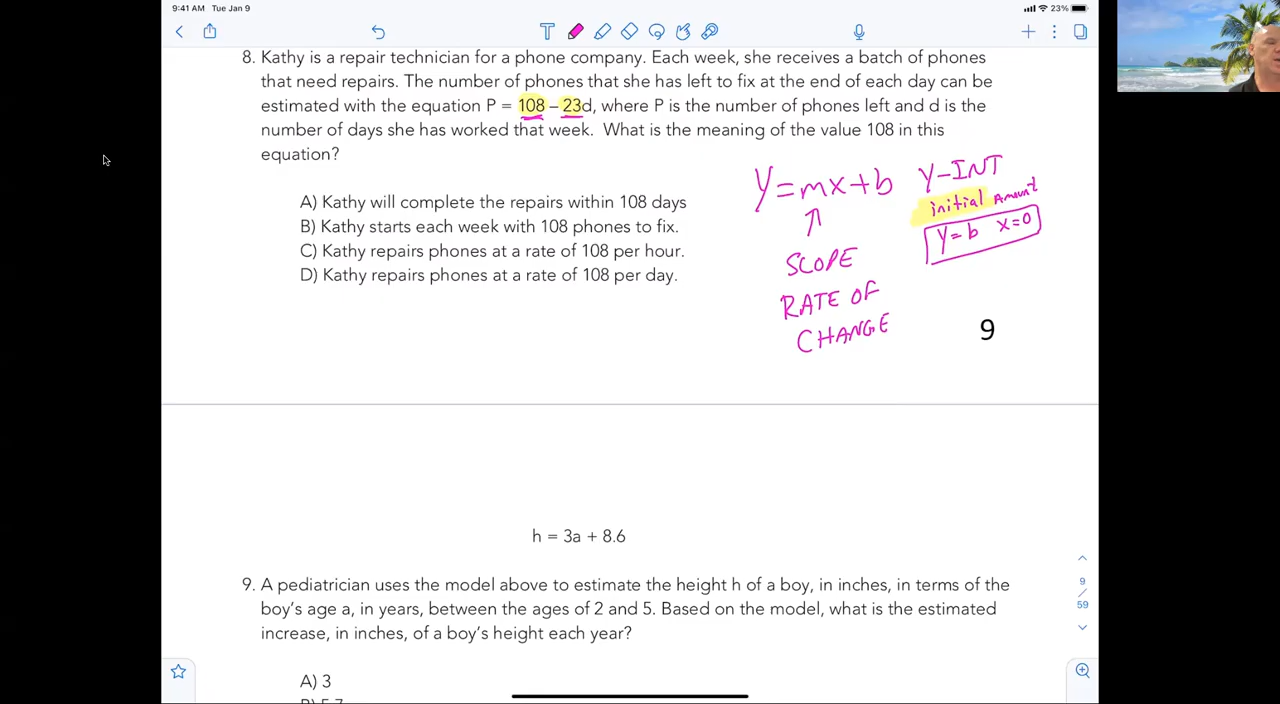 9:41 AM Tue Jan 9
23%
8. Kathy is a repair technician for a phone company. Each week, she receives a batch of phones
that need repairs. The number of phones that she has left to fix at the end of each day can be
estimated with the equation P = 108 – 23d, where P is the number of phones left and d is the
number of days she has worked that week. What is the meaning of the value 108 in this
equation?
A) Kathy will complete the repairs within 108 days
B) Kathy starts each week with 108 phones to fix.
C) Kathy repairs phones at a rate of 108 per hour.
D) Kathy repairs phones at a rate of 108 per day.
y = mx + b
Y-INT
initial Amount
y = b x = 0
SCOPE
RATE OF
CHANGE
9
h = 3a + 8.6
9. A pediatrician uses the model above to estimate the height h of a boy, in inches, in terms of the
boy's age a, in years, between the ages of 2 and 5. Based on the model, what is the estimated
increase, in inches, of a boy's height each year?
A) 3
9
/
59